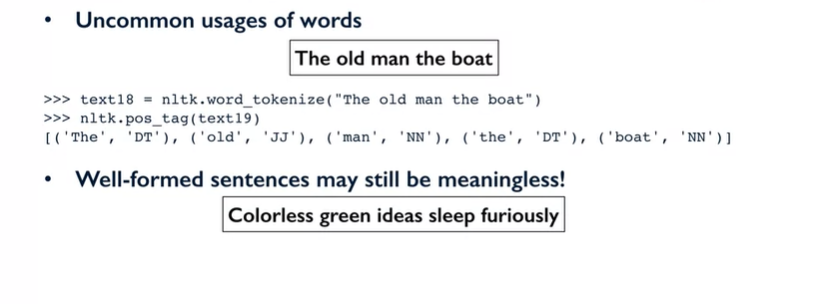 • Uncommon usages of words
The old man the boat
>>> text18 = nltk.word_tokenize("The old man the boat")
>>> nltk.pos_tag(text19)
[('The', 'DT'), ('old', 'JJ'), ('man', 'NN'), ('the', 'DT'), ('boat', 'NN')]
• Well-formed sentences may still be meaningless!
Colorless green ideas sleep furiously